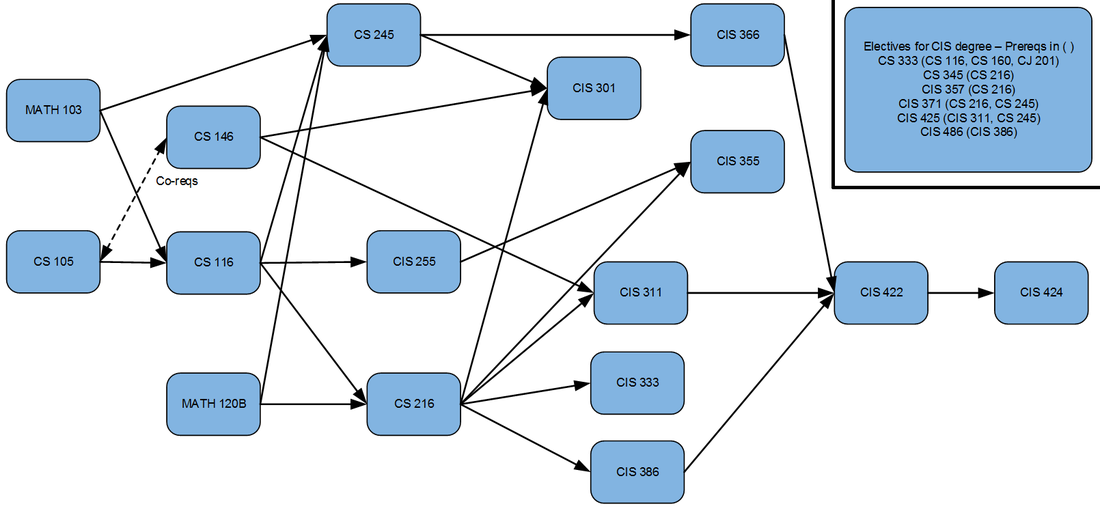 CS 245
CIS 366
Electives for CIS degree – Prereqs in ( )
CS 333 (CS 116, CS 160, CJ 201)
CS 345 (CS 216)
CIS 357 (CS 216)
CIS 371 (CS 216, CS 245)
CIS 425 (CIS 311, CS 245)
CIS 486 (CIS 386)
CIS 301
MATH 103
CS 146
CIS 355
Co-reqs
CS 105
CS 116
CIS 255
CIS 311
CIS 422
CIS 424
CIS 333
MATH 120B
CS 216
CIS 386